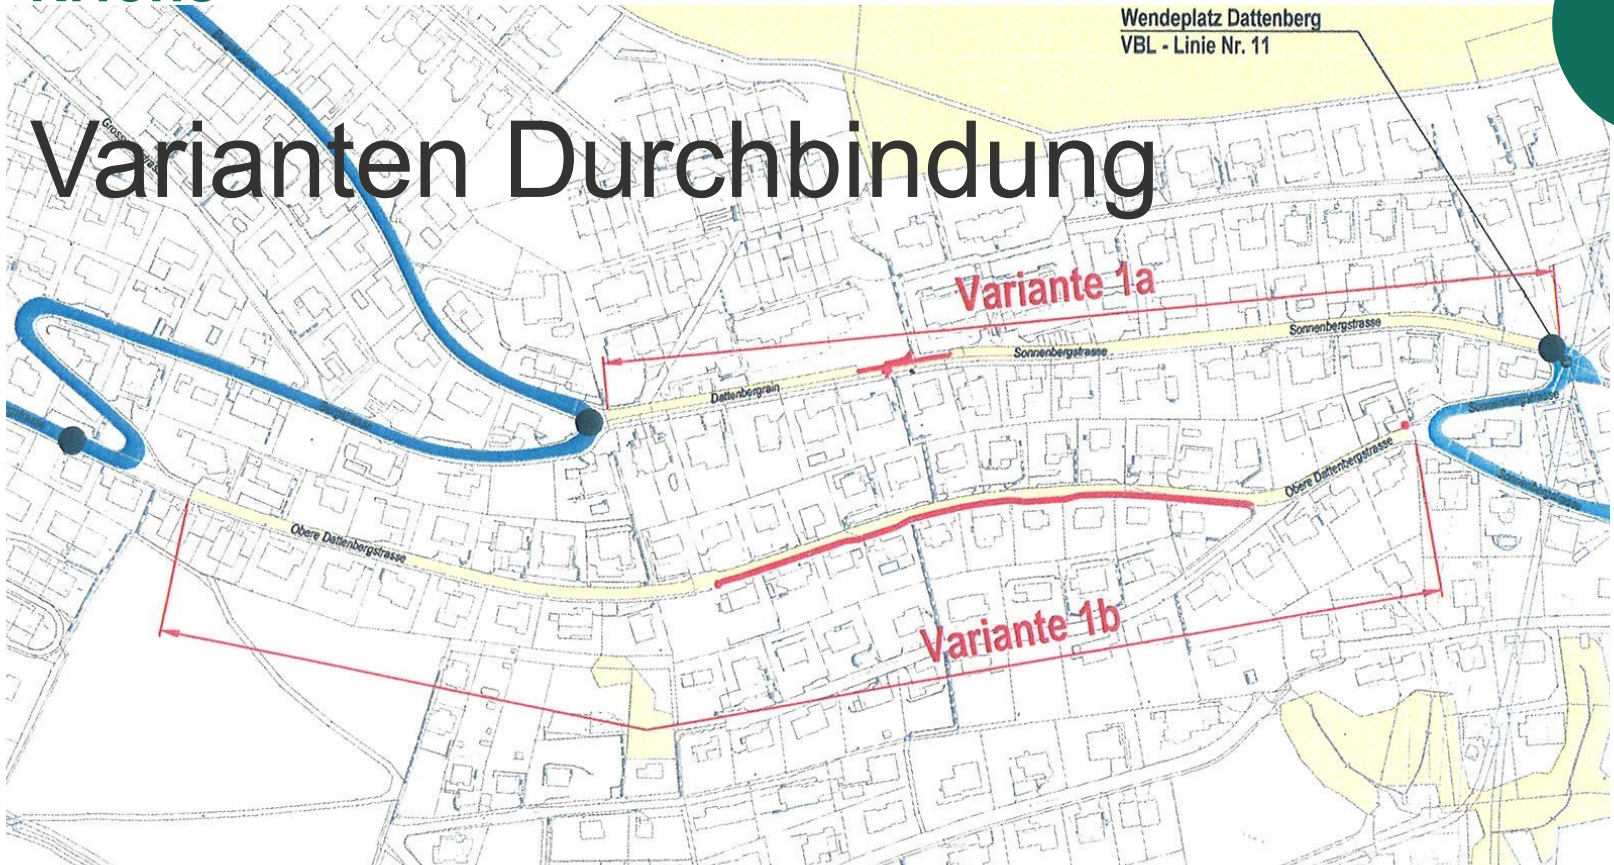 Wendeplatz Dattenberg
VBL - Linie Nr. 11
Varianten Durchbindung
Variante 1a
Sonnenbergstrasse
Sonnenbergstrasse
Dattenbergrain
Sonnenbergstrasse
Obere Dattenbergstrasse
Obere Dattenbergstrasse
Variante 1b